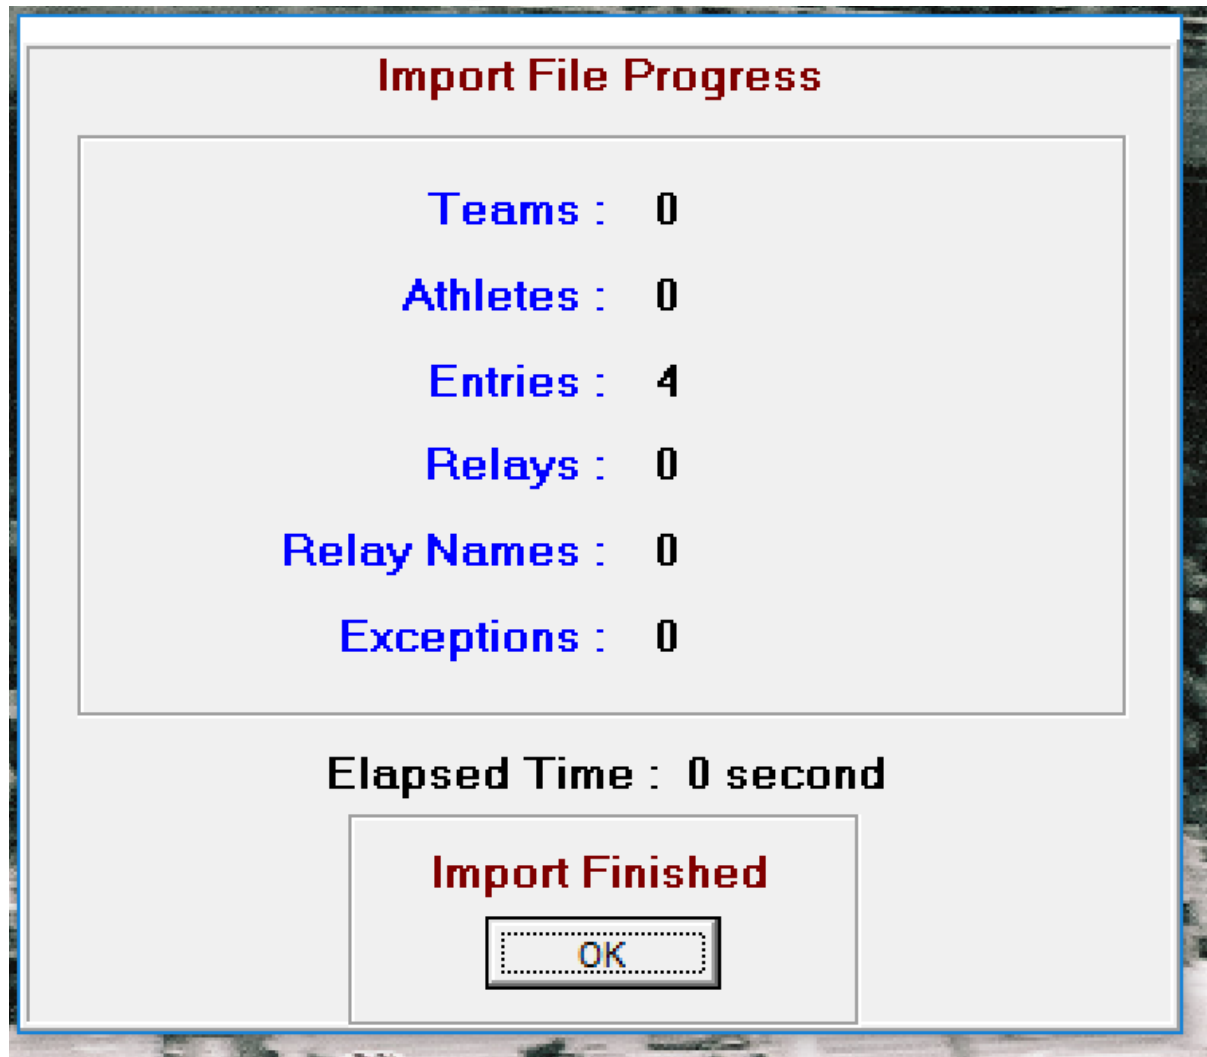 Import File Progress
Teams : 0
Athletes : 0
Entries : 4
Relays : 0
Relay Names : 0
Exceptions : 0
Elapsed Time : 0 second
Import Finished
OK